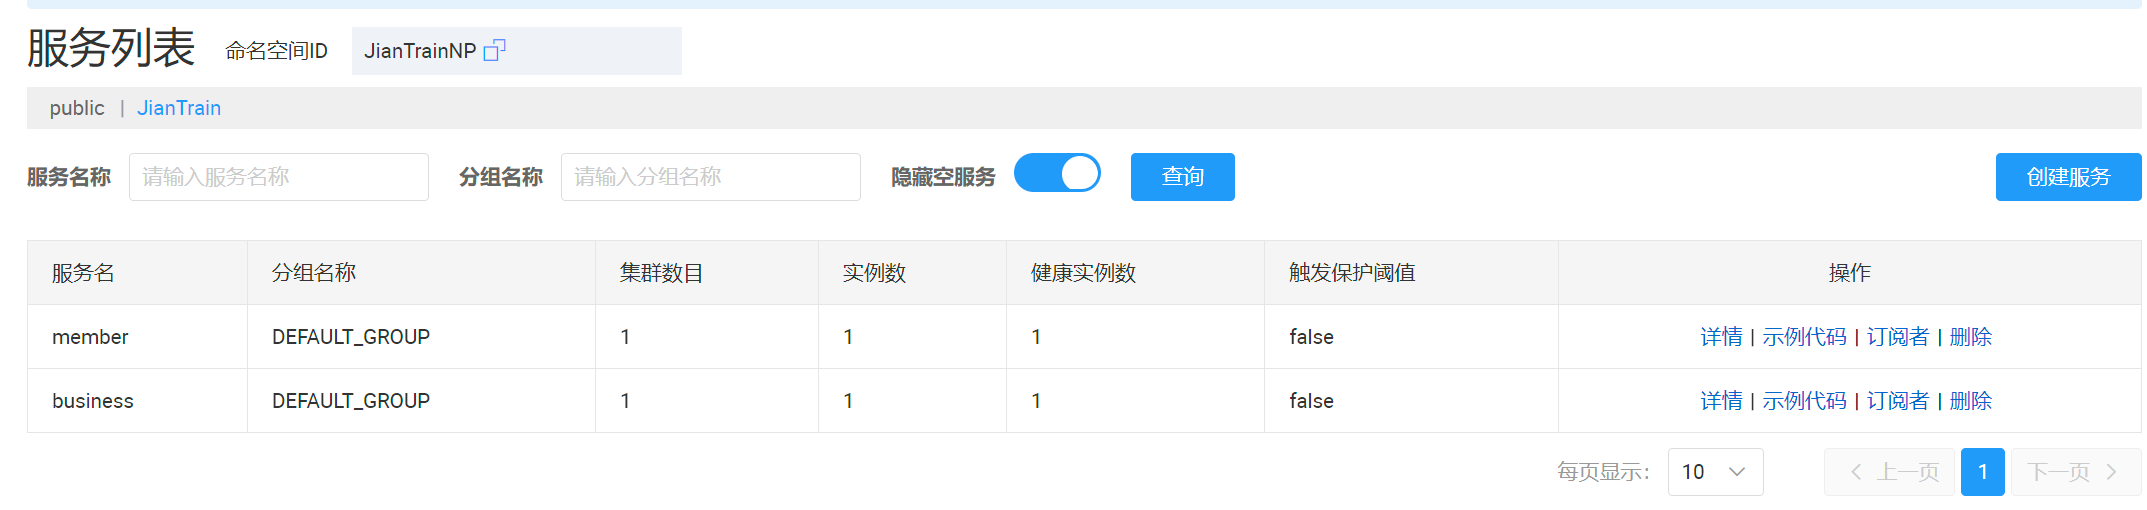 服务列表 命名空间ID JianTrainNP
public | JianTrain
服务名称 请输入服务名称 分组名称 请输入分组名称 隐藏空服务 查询 创建服务
服务名 分组名称 集群数目 实例数 健康实例数 触发保护阈值 操作
member DEFAULT_GROUP 1 1 1 false 详情 | 示例代码 | 订阅者 | 删除
business DEFAULT_GROUP 1 1 1 false 详情 | 示例代码 | 订阅者 | 删除
每页显示: 10 上一页 1 下一页